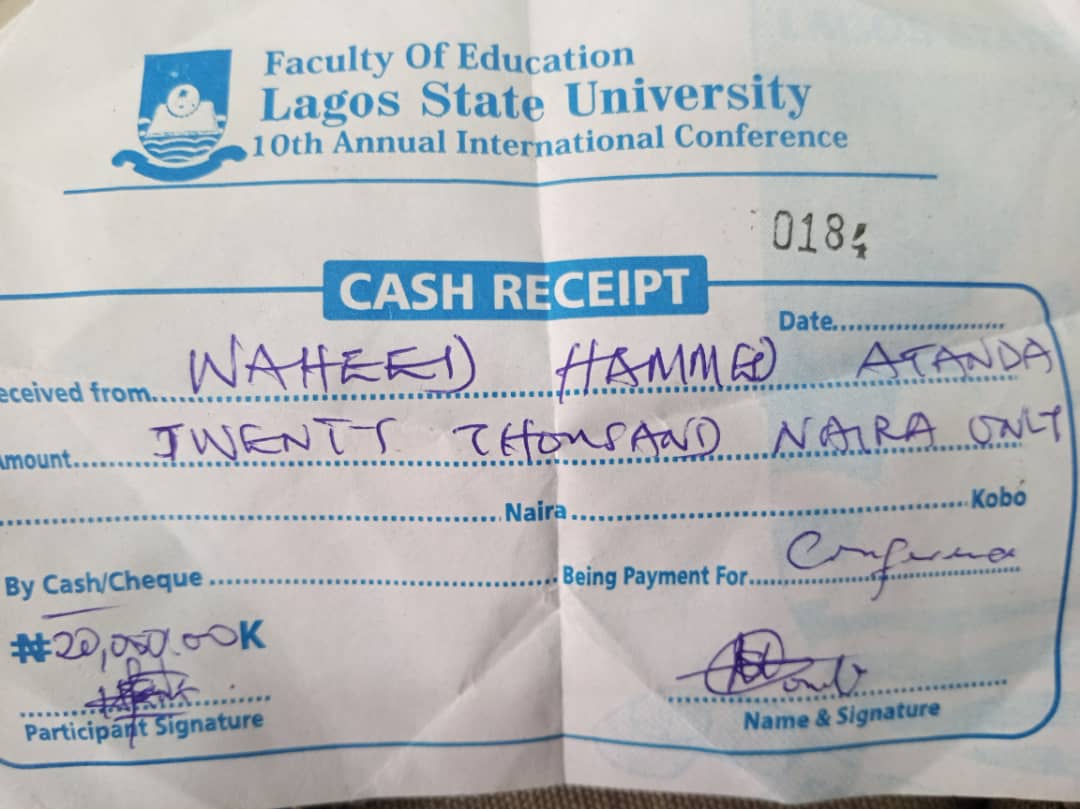 Faculty Of Education
Lagos State University
10th Annual International Conference
0184
CASH RECEIPT
Date........................
eceived from... WAHEED HAMMED ATANDA
mount... TWENTY THOUSAND NAIRA ONLY
Naira Kobo
By Cash/Cheque Being Payment For... Conference
₦20,000.00K
Participant Signature Name & Signature